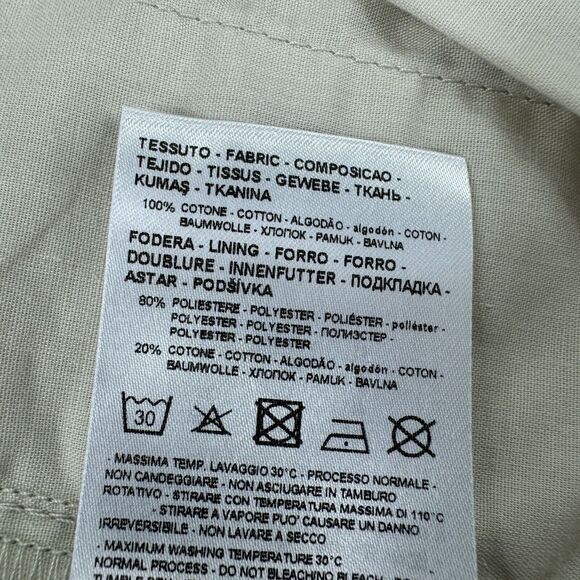 TESSUTO - FABRIC - COMPOSICAO -
TEJIDO - TISSUS - GEWEBE - ТКАНЬ -
KUMAŞ - TKANINA
100% COTONE - COTTON - ALGODÃO - algodón - COTON -
BAUMWOLLE - ХЛОПОК - PAMUK - BAVLNA
FODERA - LINING - FORRO - FORRO -
DOUBLURE - INNENFUTTER - ПОДКЛАДКА -
ASTAR - PODŠÍVKA
80% POLIESTERE - POLYESTER - POLIÉSTER - poliéster -
POLYESTER - POLYESTER - ПОЛИЭСТЕР -
POLYESTER - POLYESTER
20% COTONE - COTTON - ALGODÃO - algodón - COTON -
BAUMWOLLE - ХЛОПОК - PAMUK - BAVLNA
30
- MASSIMA TEMP. LAVAGGIO 30°C - PROCESSO NORMALE -
NON CANDEGGIARE - NON ASCIUGARE IN TAMBURO
ROTATIVO - STIRARE CON TEMPERATURA MASSIMA DI 110°C
- STIRARE A VAPORE PUO' CAUSARE UN DANNO
IRREVERSIBILE - NON LAVARE A SECCO
- MAXIMUM WASHING TEMPERATURE 30°C
NORMAL PROCESS - DO NOT BLEACHING